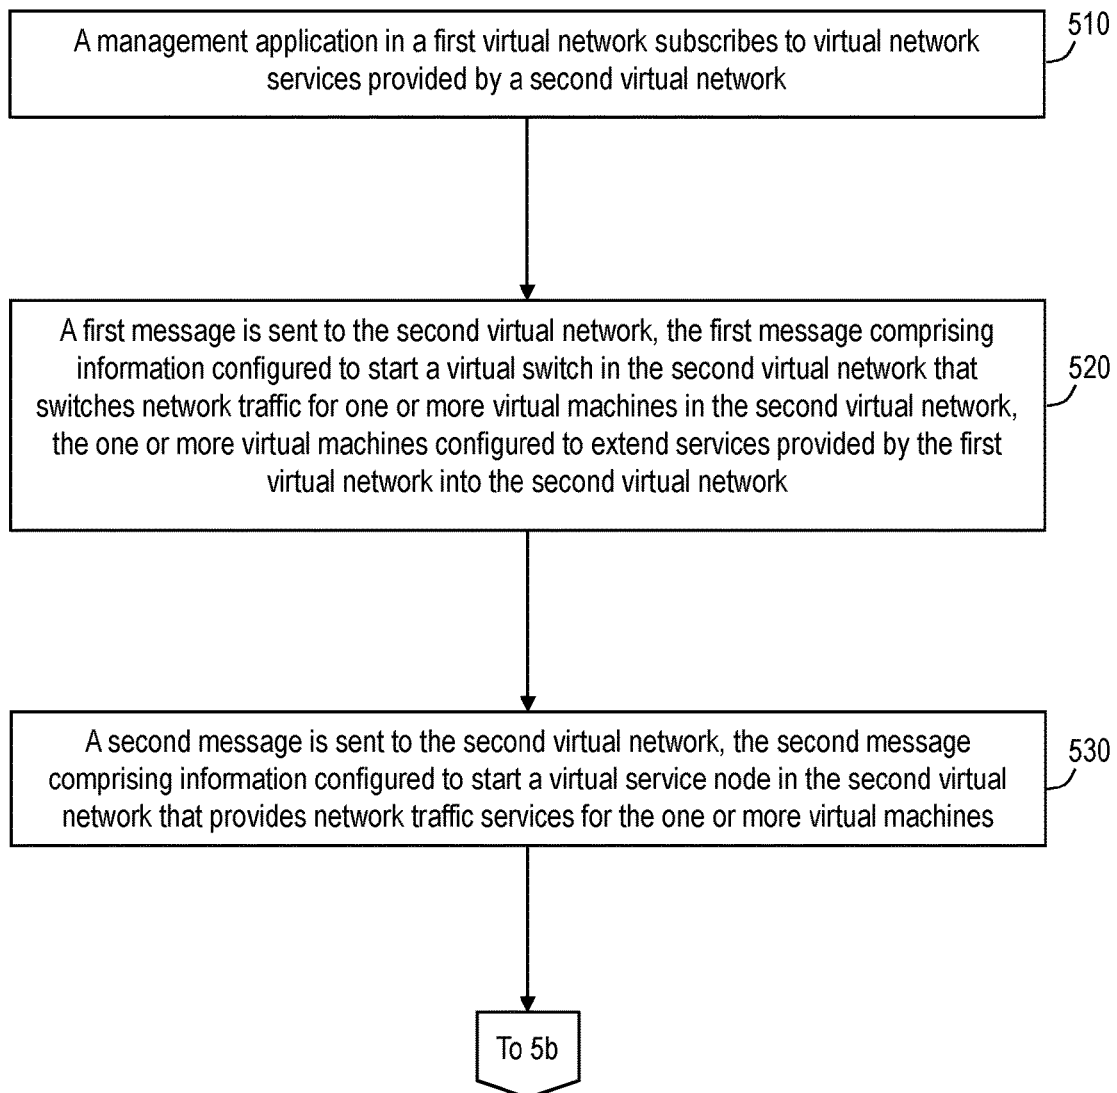 A management application in a first virtual network subscribes to virtual network
services provided by a second virtual network
510
A first message is sent to the second virtual network, the first message comprising
information configured to start a virtual switch in the second virtual network that
switches network traffic for one or more virtual machines in the second virtual network,
the one or more virtual machines configured to extend services provided by the first
virtual network into the second virtual network
520
A second message is sent to the second virtual network, the second message
comprising information configured to start a virtual service node in the second virtual
network that provides network traffic services for the one or more virtual machines
530
To 5b